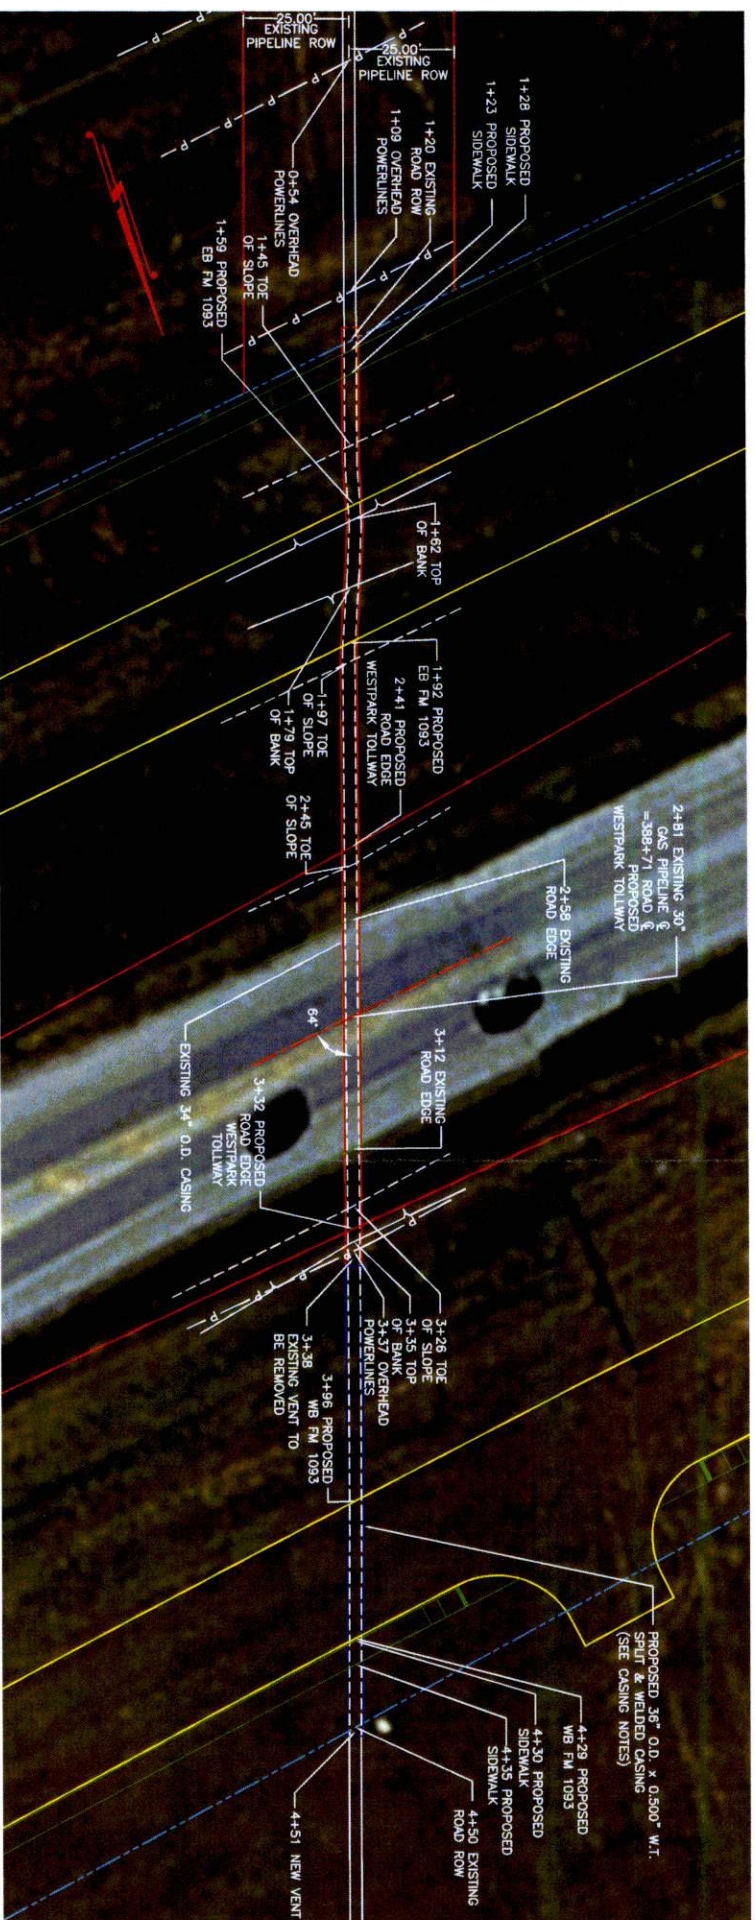 25.00'
EXISTING
PIPELINE ROW
25.00'
EXISTING
PIPELINE ROW
1+28 PROPOSED
SIDEWALK
1+23 PROPOSED
SIDEWALK
1+20 EXISTING
ROAD ROW
1+09 OVERHEAD
POWERLINES
0+54 OVERHEAD
POWERLINES
1+45 TOE
OF SLOPE
1+59 PROPOSED
EB FM 1093
1+62 TOP
OF BANK
1+92 PROPOSED
EB FM 1093
2+41 PROPOSED
ROAD EDGE
WESTPARK TOLLWAY
1+97 TOE
OF SLOPE
1+79 TOP
OF BANK
2+45 TOE
OF SLOPE
2+81 EXISTING 30"
GAS PIPELINE ℄
=388+71 ROAD ℄
PROPOSED
WESTPARK TOLLWAY
2+58 EXISTING
ROAD EDGE
64°
3+12 EXISTING
ROAD EDGE
EXISTING 34" O.D. CASING
3+32 PROPOSED
ROAD EDGE
WESTPARK
TOLLWAY
3+26 TOE
OF SLOPE
3+35 TOP
OF BANK
3+37 OVERHEAD
POWERLINES
3+38
EXISTING VENT TO
BE REMOVED
3+96 PROPOSED
WB FM 1093
PROPOSED 36" O.D. x 0.500" W.T.
SPLIT & WELDED CASING
(SEE CASING NOTES)
4+29 PROPOSED
WB FM 1093
4+30 PROPOSED
SIDEWALK
4+35 PROPOSED
SIDEWALK
4+50 EXISTING
ROAD ROW
4+51 NEW VENT
P
P
P
P
P
P
P
P
P
P
P
P
P
P